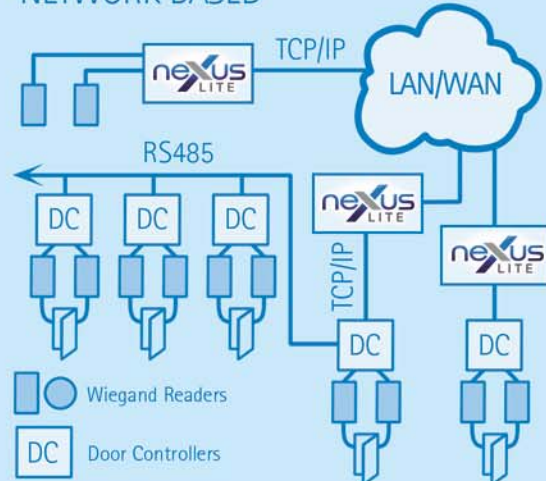 NETWORK BASED
TCP/IP
neXus
LITE
LAN/WAN
RS485
DC
DC
DC
neXus
LITE
neXus
LITE
TCP/IP
DC
DC
Wiegand Readers
DC
Door Controllers